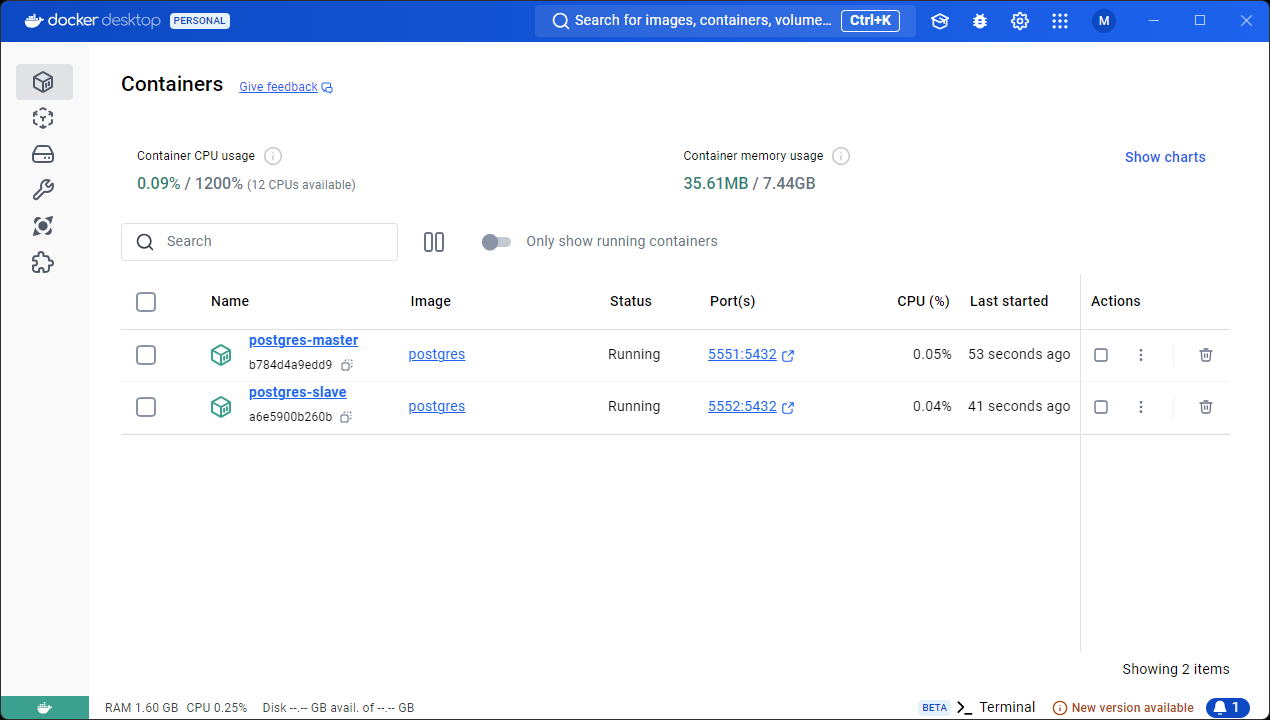 docker desktop PERSONAL Search for images, containers, volume... Ctrl+K M
Containers Give feedback
Container CPU usage Container memory usage Show charts
0.09% / 1200% (12 CPUs available) 35.61MB / 7.44GB
Search Only show running containers
Name Image Status Port(s) CPU (%) Last started Actions
postgres-master
b784d4a9edd9 postgres Running 5551:5432 0.05% 53 seconds ago
postgres-slave
a6e5900b260b postgres Running 5552:5432 0.04% 41 seconds ago
Showing 2 items
RAM 1.60 GB CPU 0.25% Disk --.-- GB avail. of --.-- GB BETA Terminal New version available 1